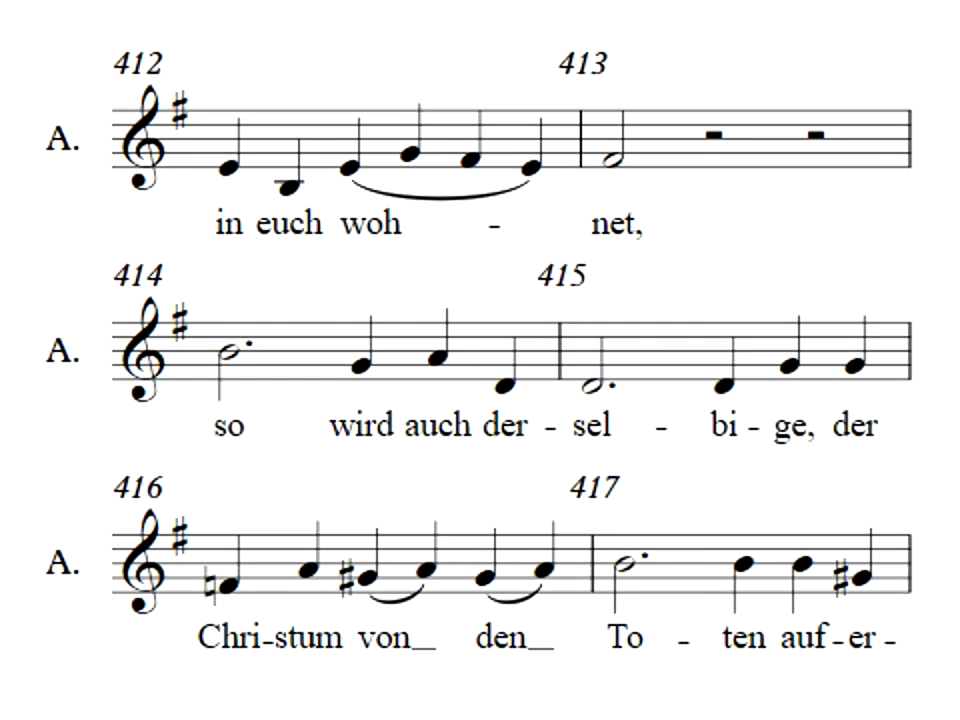 412 413
A.
in euch woh - net,
414 415
A.
so wird auch der - sel - bi - ge, der
416 417
A.
Chri-stum von_ den_ To - ten auf-er-